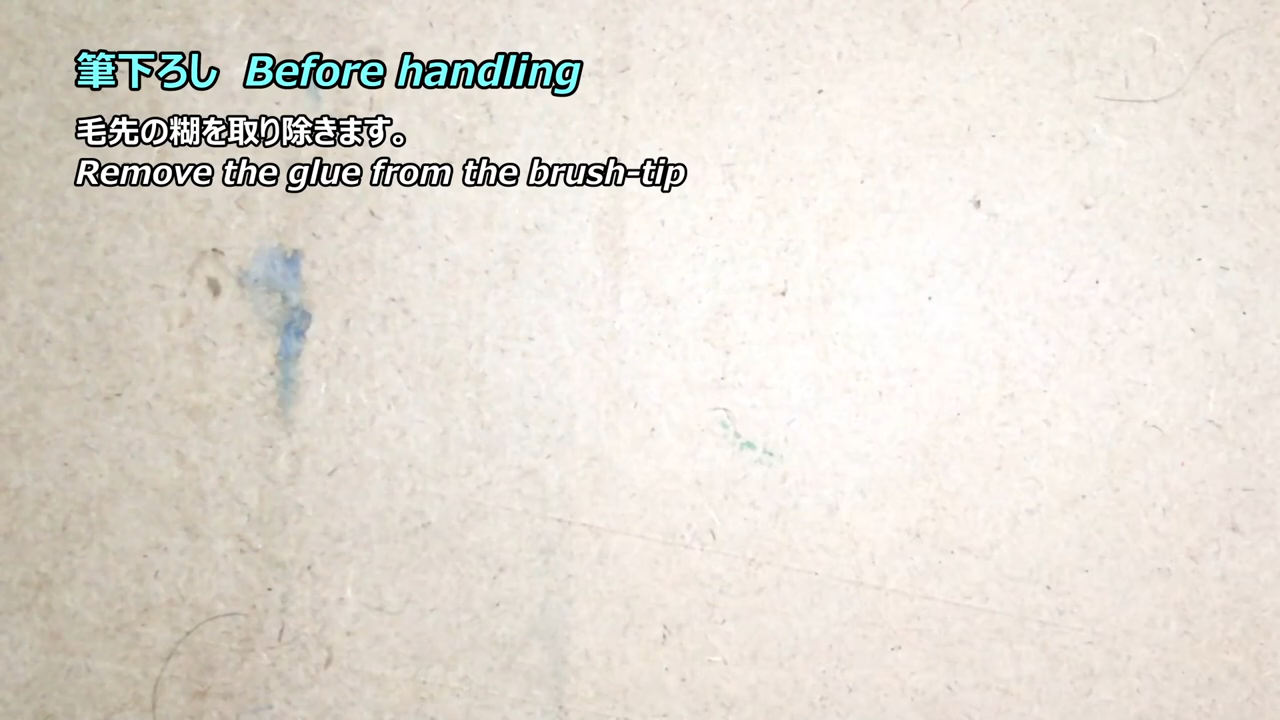 筆下ろし Before handling
毛先の糊を取り除きます。
Remove the glue from the brush-tip